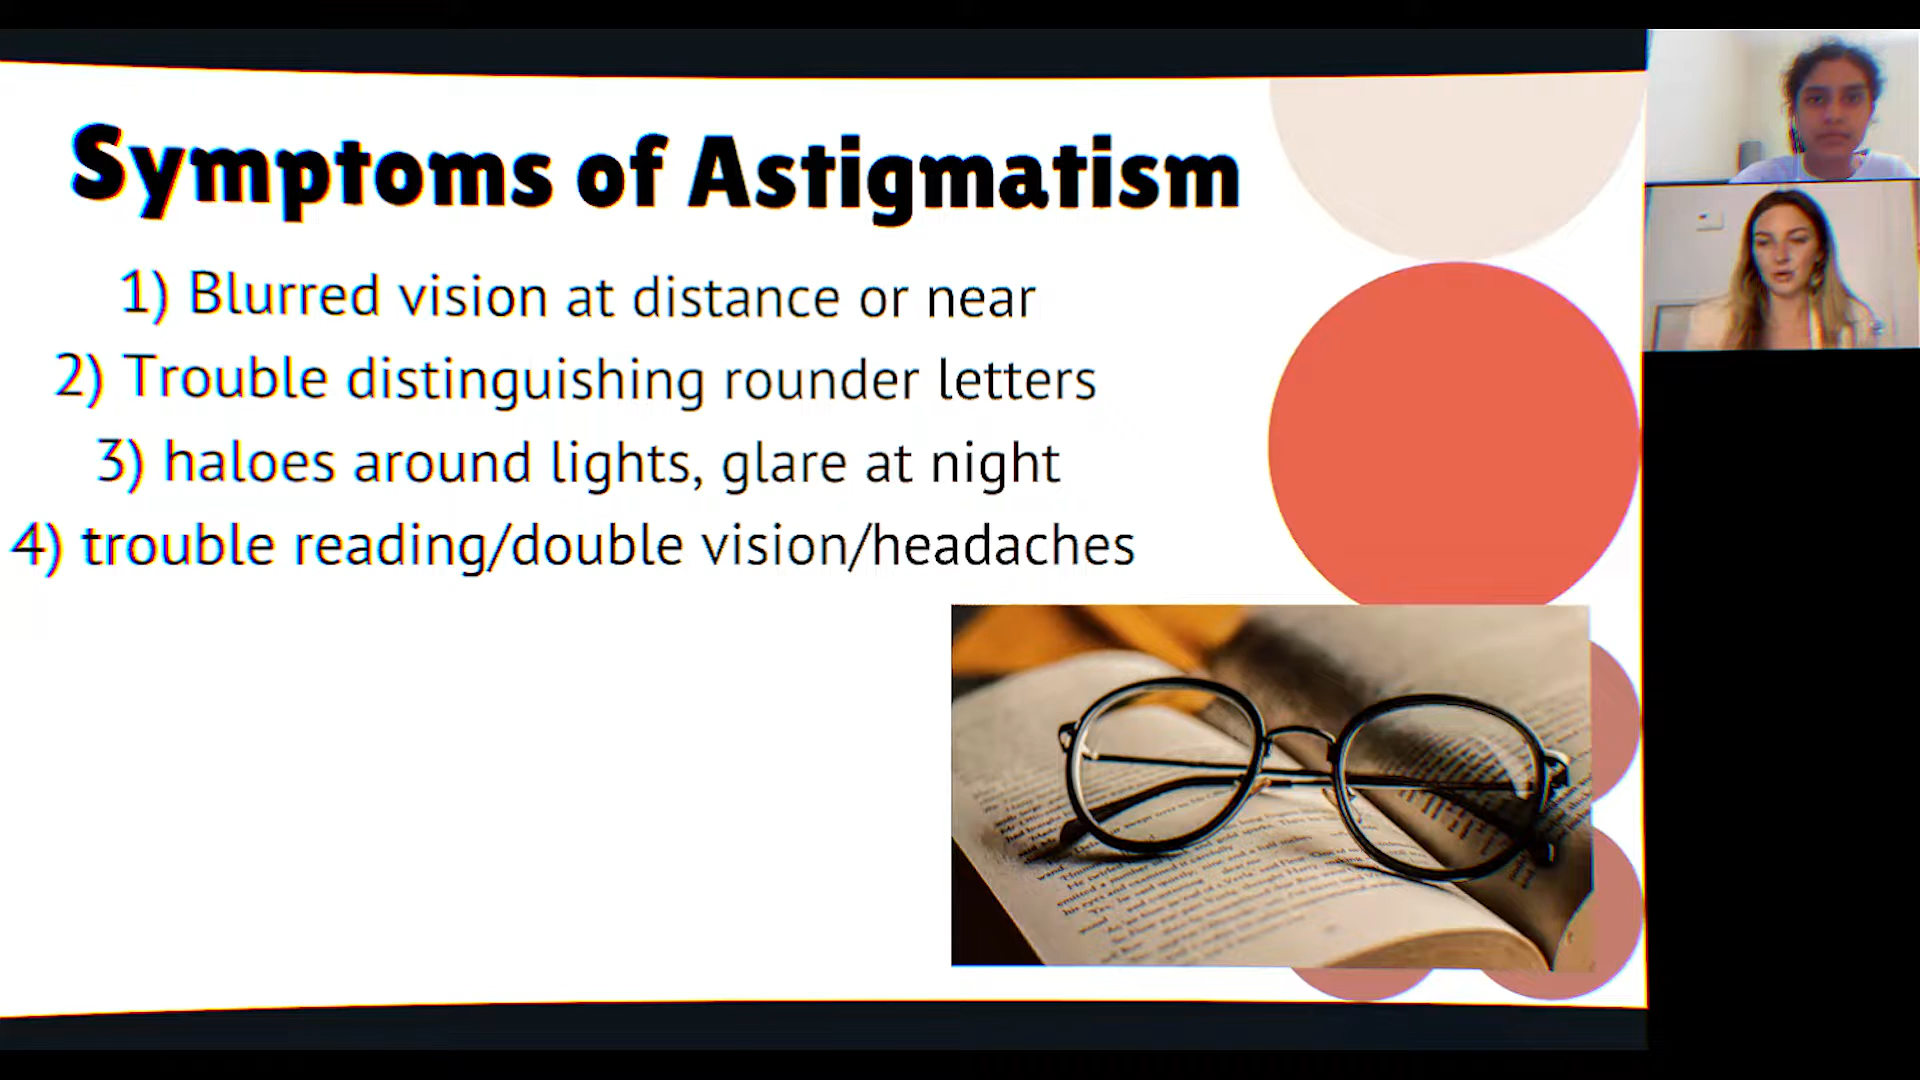 Symptoms of Astigmatism
1) Blurred vision at distance or near
2) Trouble distinguishing rounder letters
3) haloes around lights, glare at night
4) trouble reading/double vision/headaches